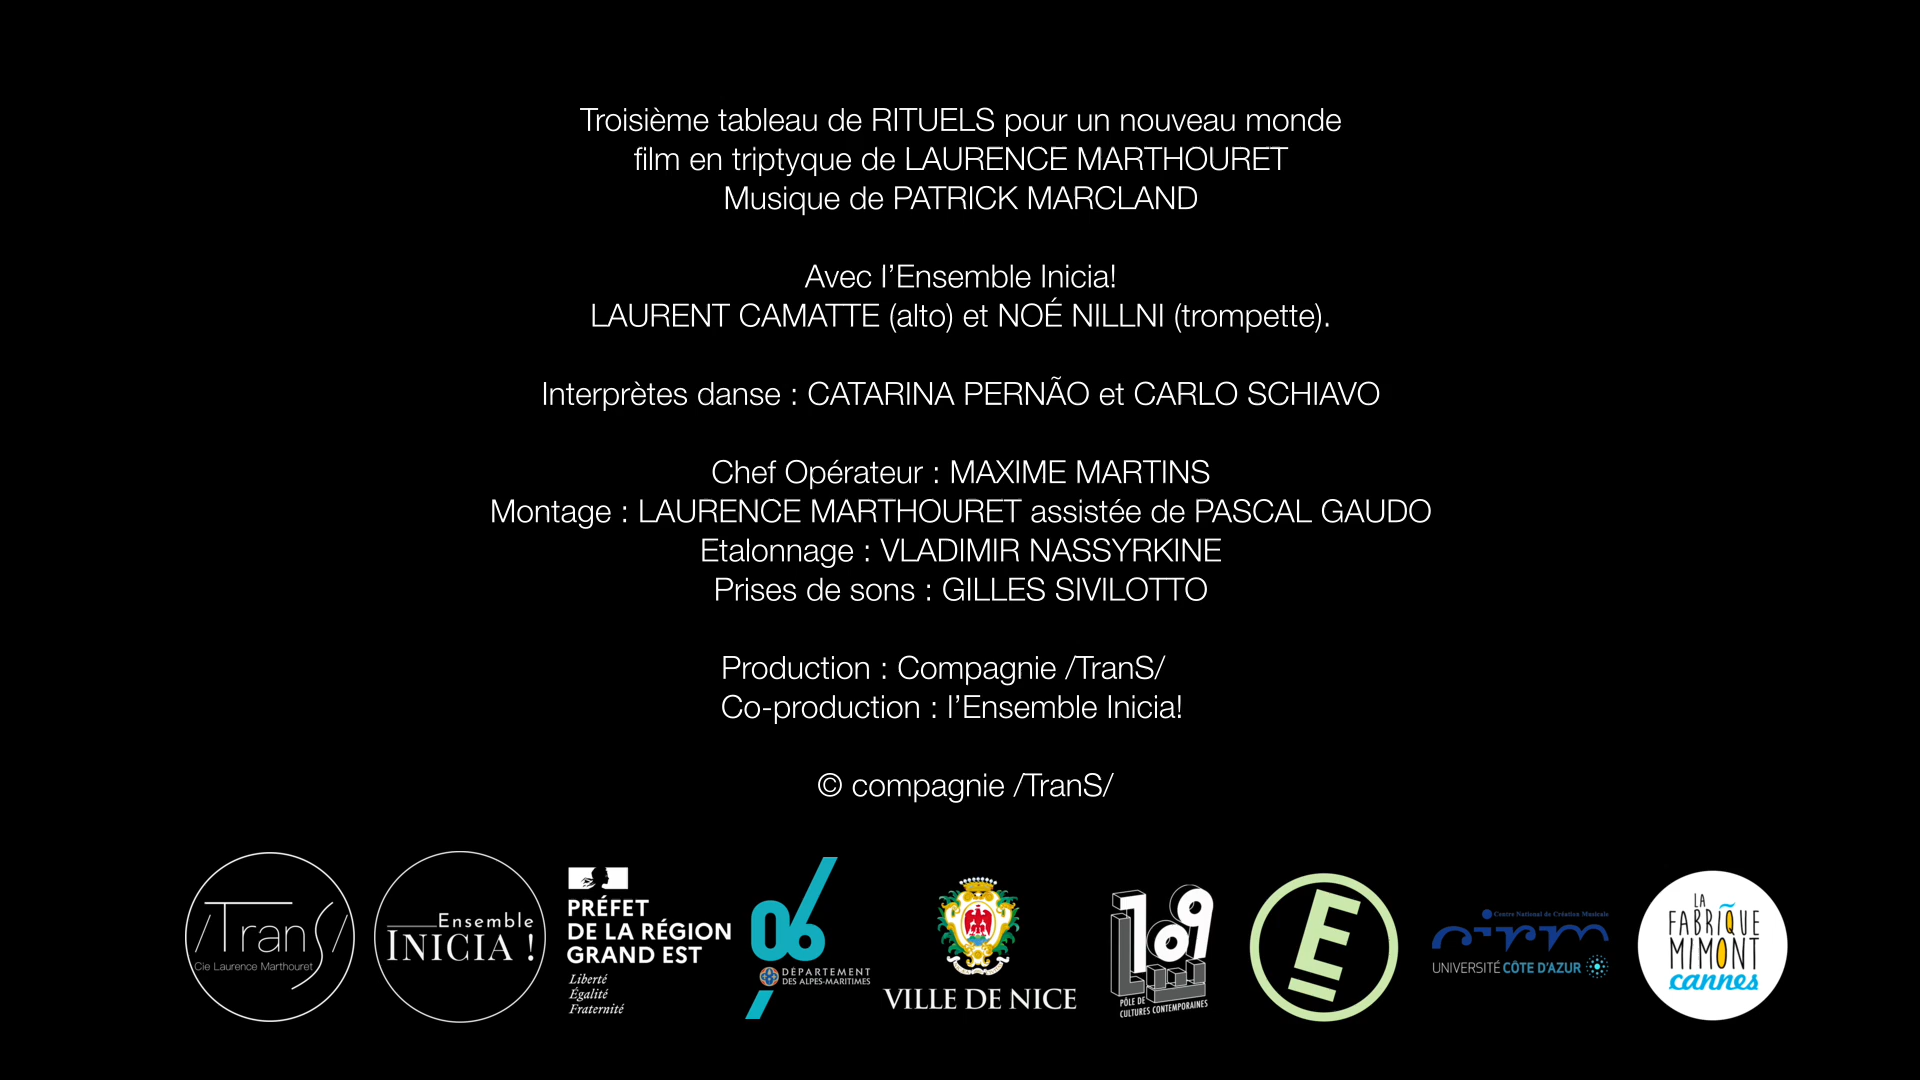 Troisième tableau de RITUELS pour un nouveau monde
film en triptyque de LAURENCE MARTHOURET
Musique de PATRICK MARCLAND
Avec l’Ensemble Inicia!
LAURENT CAMATTE (alto) et NOÉ NILLNI (trompette).
Interprètes danse : CATARINA PERNÃO et CARLO SCHIAVO
Chef Opérateur : MAXIME MARTINS
Montage : LAURENCE MARTHOURET assistée de PASCAL GAUDO
Etalonnage : VLADIMIR NASSYRKINE
Prises de sons : GILLES SIVILOTTO
Production : Compagnie /TranS/
Co-production : l’Ensemble Inicia!
© compagnie /TranS/
/TranS/
Cie Laurence Marthouret
Ensemble
INICIA !
PRÉFET
DE LA RÉGION
GRAND EST
Liberté
Égalité
Fraternité
06
DÉPARTEMENT
DES ALPES-MARITIMES
VILLE DE NICE
109
PÔLE DE
CULTURES CONTEMPORAINES
E
Centre National de Création Musicale
cirm
UNIVERSITÉ CÔTE D’AZUR
LA
FABRIQUE
MIMONT
cannes